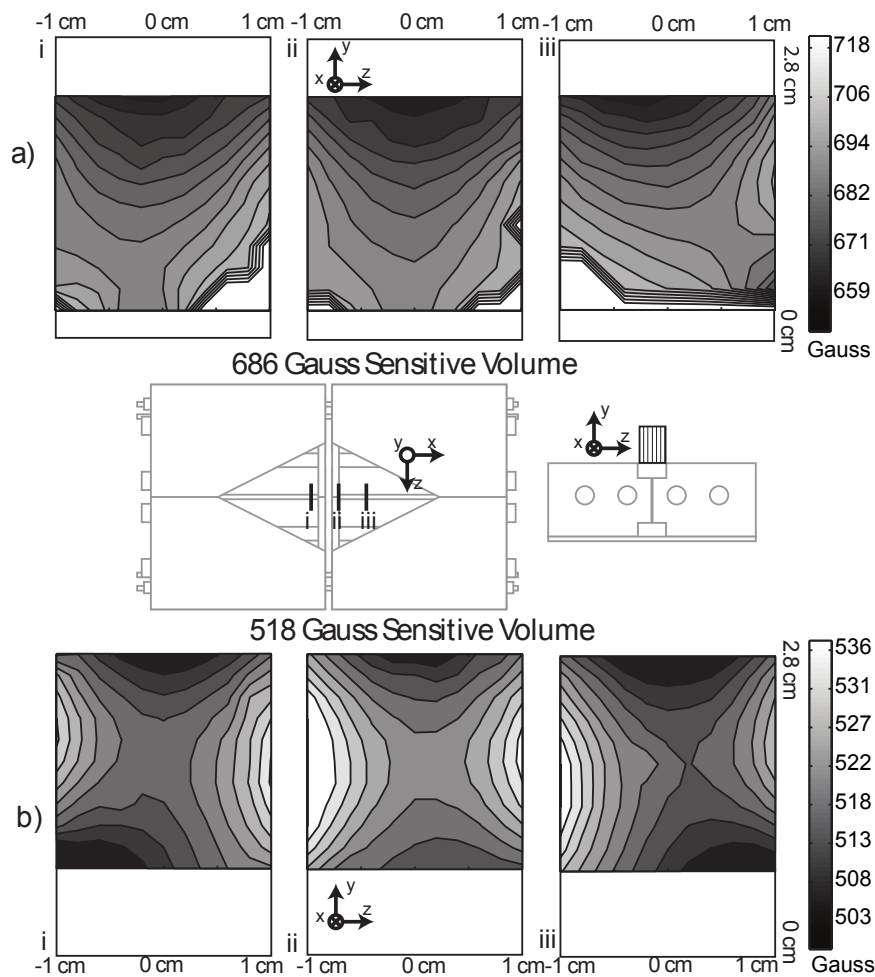 -1 cm 0 cm 1 cm -1 cm 0 cm 1 cm -1 cm 0 cm 1 cm
i ii iii
y
x z
2.8 cm
718
706
694
682
671
659
a)
0 cm
Gauss
686 Gauss Sensitive Volume
y x
z
i ii iii
y
x z
518 Gauss Sensitive Volume
2.8 cm
536
531
527
522
518
513
508
503
b)
y
x z
0 cm
i ii iii
-1 cm 0 cm 1 cm -1 cm 0 cm 1 cm -1 cm 0 cm 1 cm
Gauss